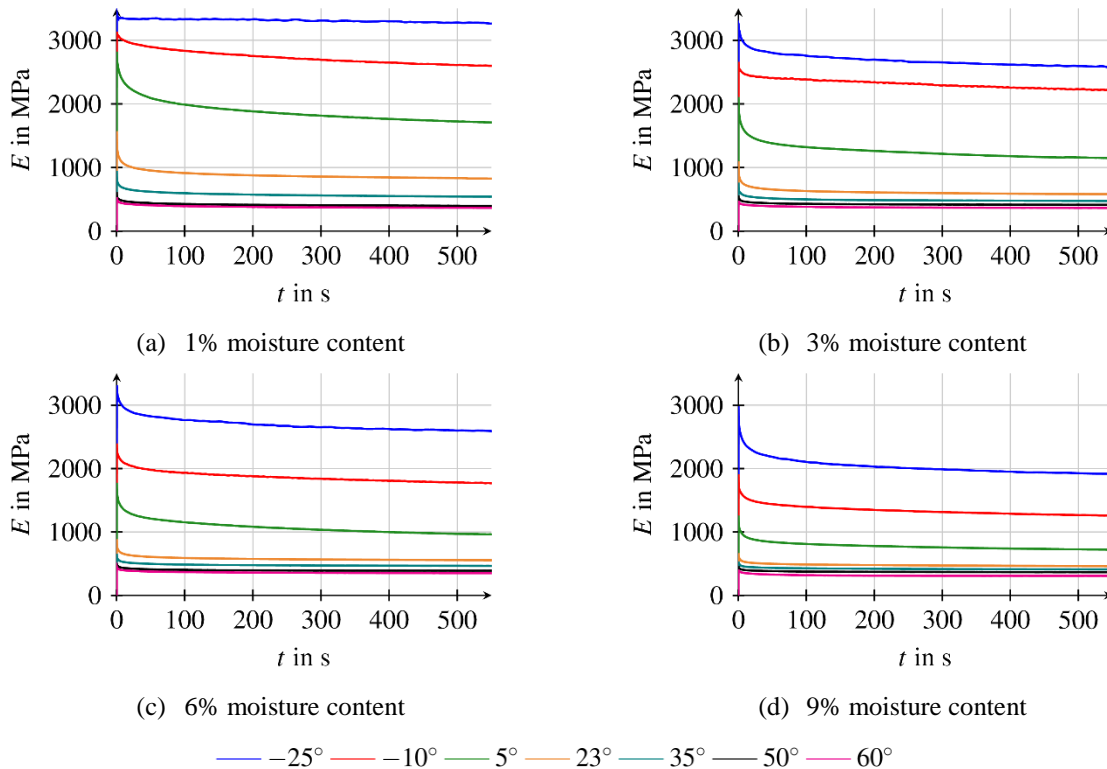 E in MPa
3000
2000
1000
0
0 100 200 300 400 500
t in s
(a) 1% moisture content
E in MPa
3000
2000
1000
0
0 100 200 300 400 500
t in s
(b) 3% moisture content
E in MPa
3000
2000
1000
0
0 100 200 300 400 500
t in s
(c) 6% moisture content
E in MPa
3000
2000
1000
0
0 100 200 300 400 500
t in s
(d) 9% moisture content
−25° −10° 5° 23° 35° 50° 60°